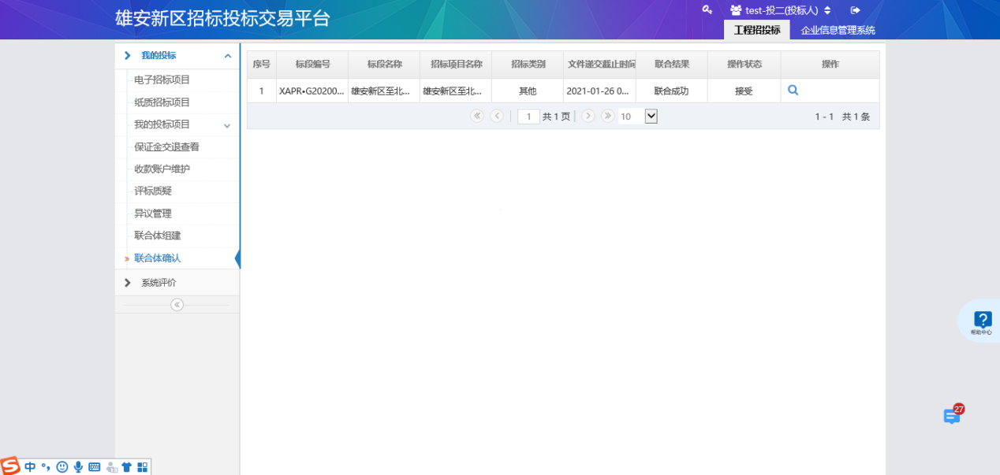 雄安新区招标投标交易平台
test-投二(投标人)
工程招投标 企业信息管理系统
我的投标
电子招标项目
纸质招标项目
我的投标项目
保证金交退查看
收款账户维护
评标质疑
异议管理
联合体组建
联合体确认
系统评价
序号 标段编号 标段名称 招标项目名称 招标类别 文件递交截止时间 联合结果 操作状态 操作
1 XAPR•G20200... 雄安新区至北... 雄安新区至北... 其他 2021-01-26 0... 联合成功 接受
1 共 1 页 10 1 - 1 共 1 条
?
帮助中心
27
S 中 °,